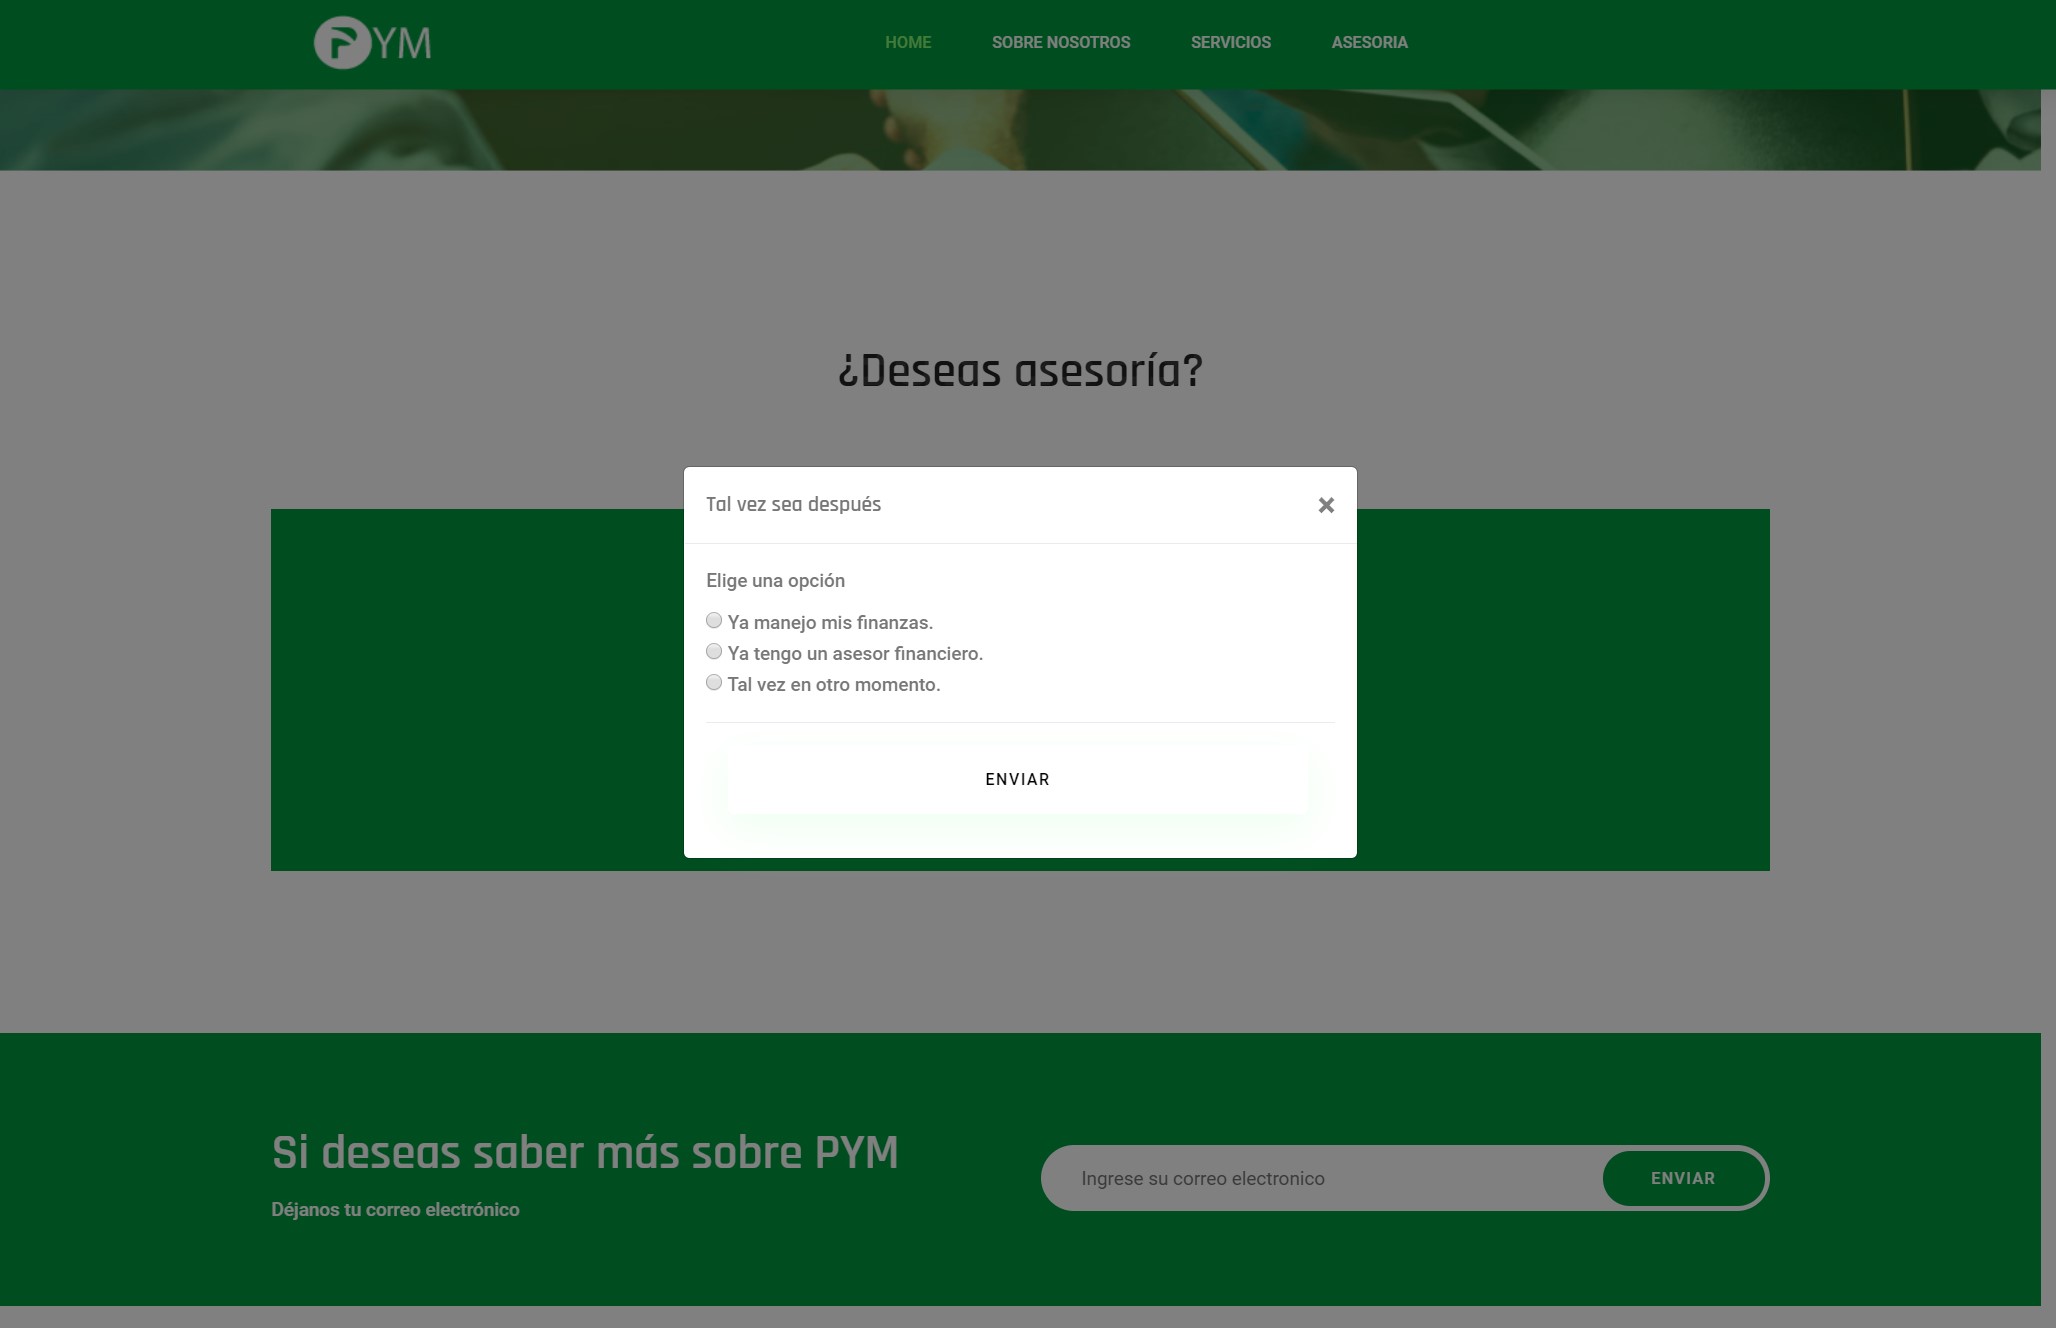 PYM
HOME
SOBRE NOSOTROS
SERVICIOS
ASESORIA
¿Deseas asesoría?
Tal vez sea después
×
Elige una opción
Ya manejo mis finanzas.
Ya tengo un asesor financiero.
Tal vez en otro momento.
ENVIAR
Si deseas saber más sobre PYM
Déjanos tu correo electrónico
Ingrese su correo electronico
ENVIAR